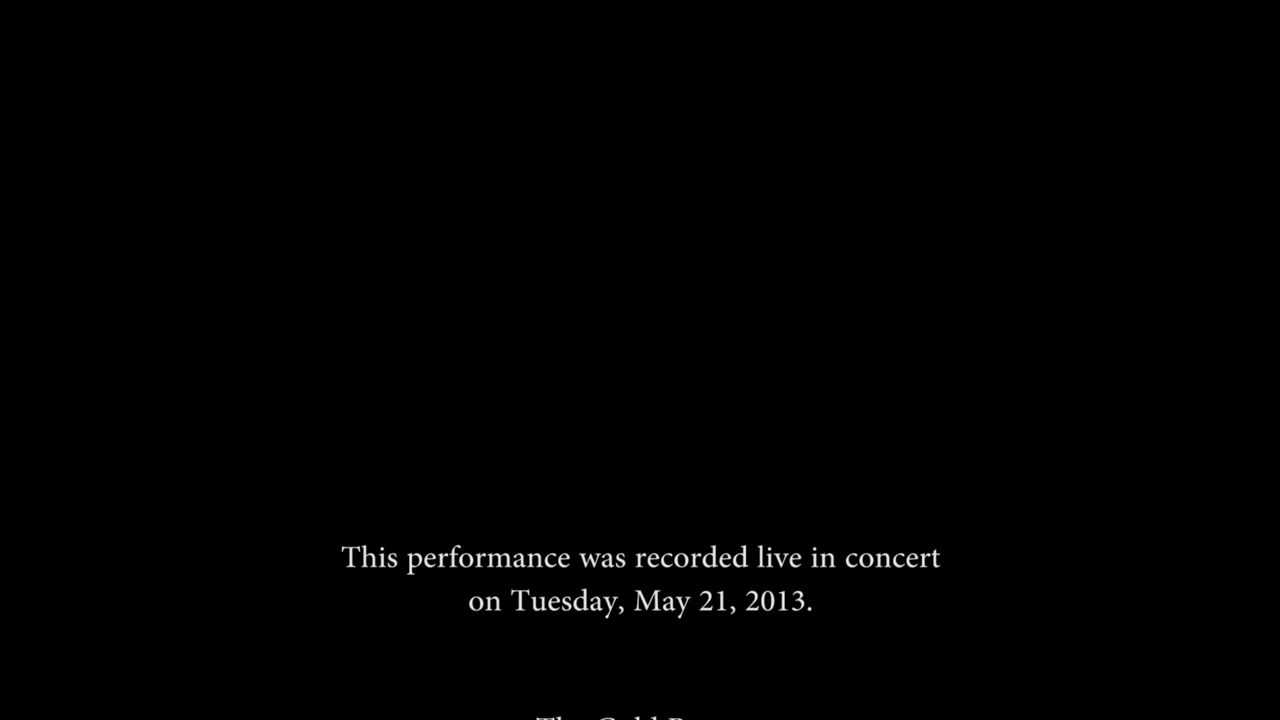 This performance was recorded live in concert
on Tuesday, May 21, 2013.